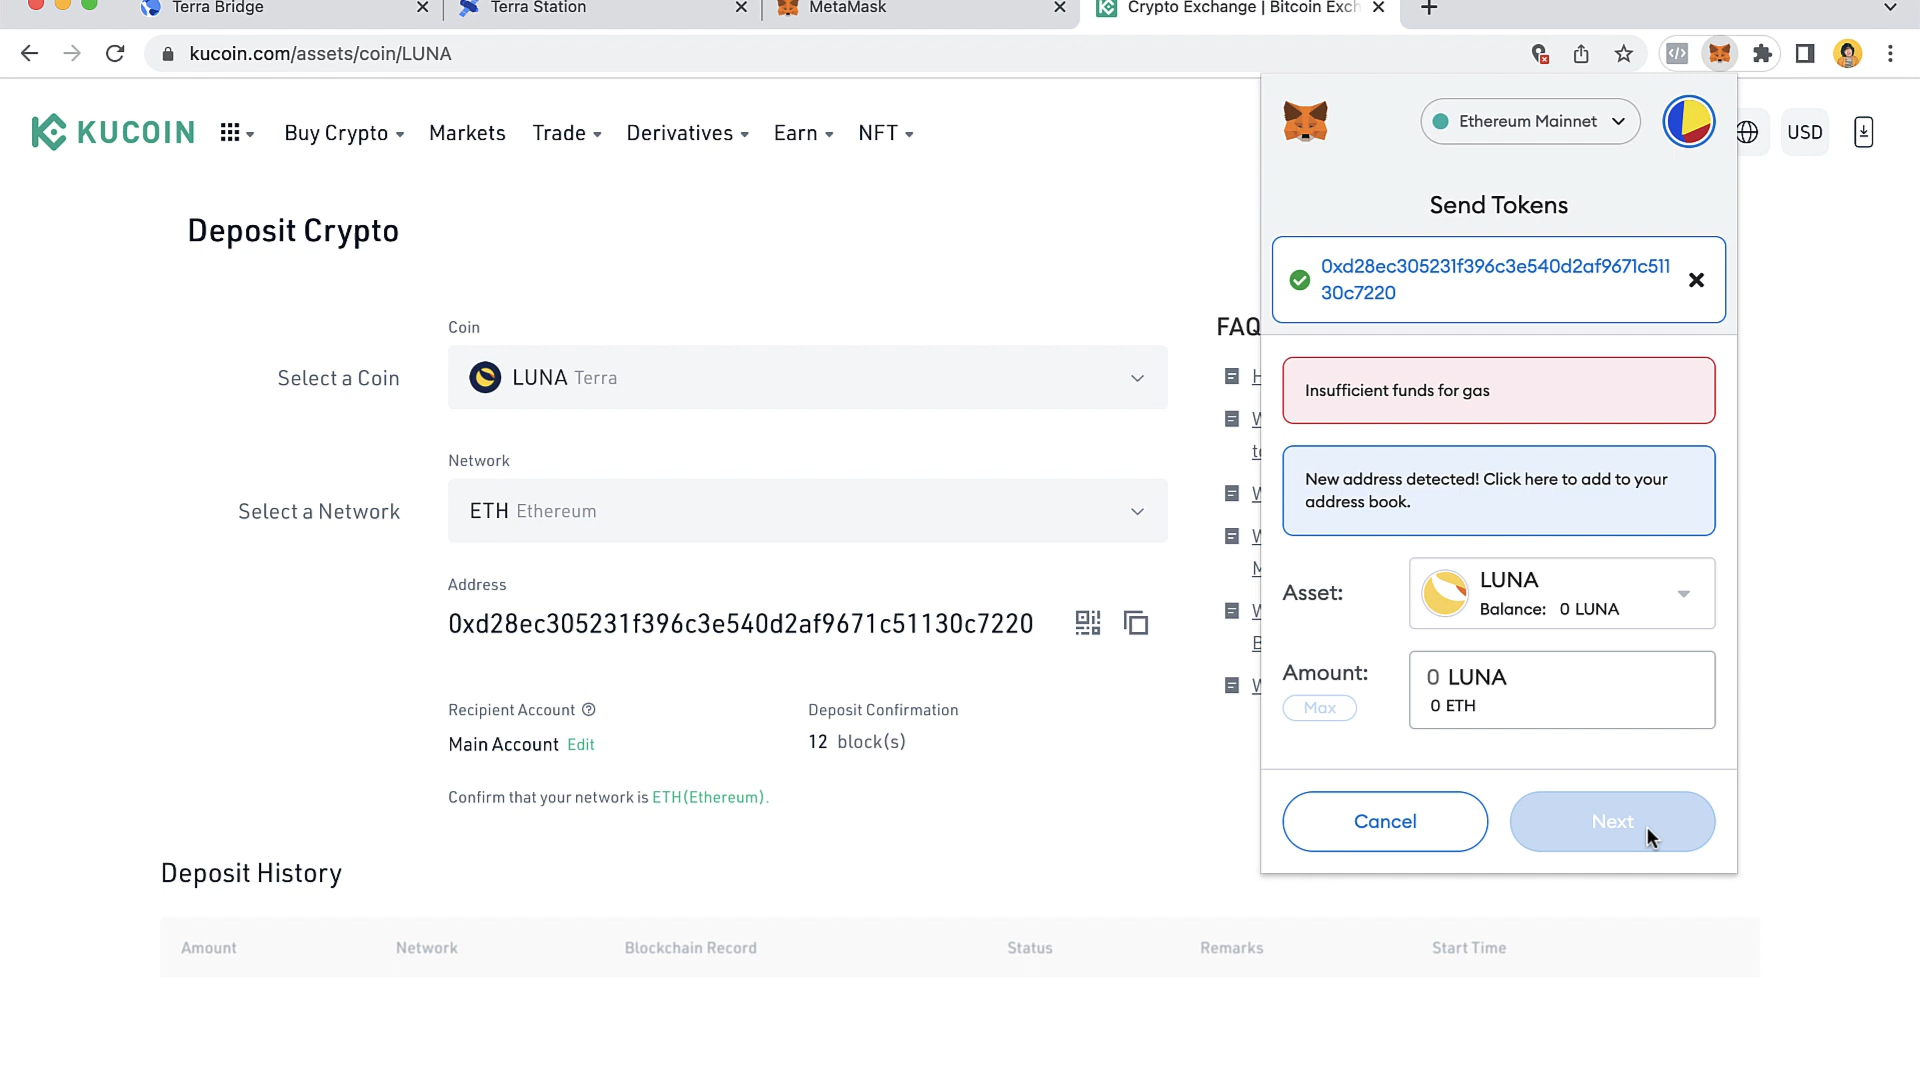 Terra Bridge
Terra Station
MetaMask
Crypto Exchange | Bitcoin Exch
kucoin.com/assets/coin/LUNA
KUCOIN
Buy Crypto
Markets
Trade
Derivatives
Earn
NFT
USD
Deposit Crypto
Coin
Select a Coin
LUNA Terra
Network
Select a Network
ETH Ethereum
Address
0xd28ec305231f396c3e540d2af9671c51130c7220
Recipient Account
Main Account Edit
Deposit Confirmation
12 block(s)
Confirm that your network is ETH(Ethereum).
FAQ
Deposit History
Amount
Network
Blockchain Record
Status
Remarks
Start Time
Ethereum Mainnet
Send Tokens
0xd28ec305231f396c3e540d2af9671c511
30c7220
Insufficient funds for gas
New address detected! Click here to add to your
address book.
Asset:
LUNA
Balance: 0 LUNA
Amount:
Max
0 LUNA
0 ETH
Cancel
Next